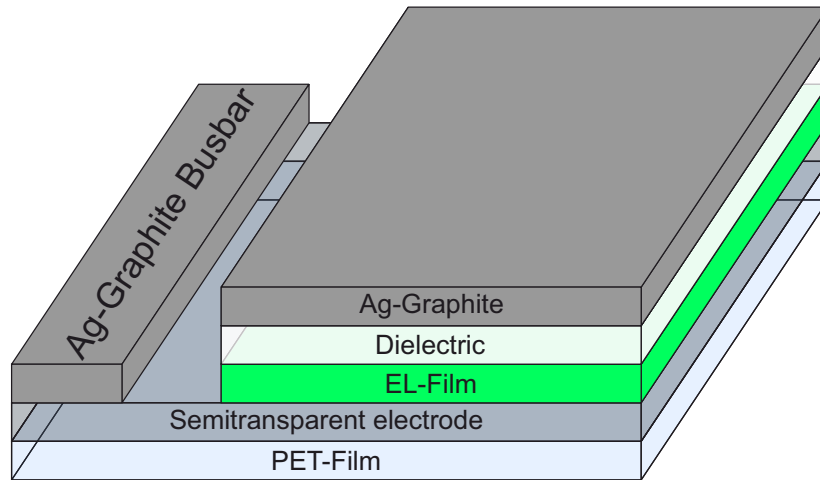 Ag-Graphite Busbar
Ag-Graphite
Dielectric
EL-Film
Semitransparent electrode
PET-Film